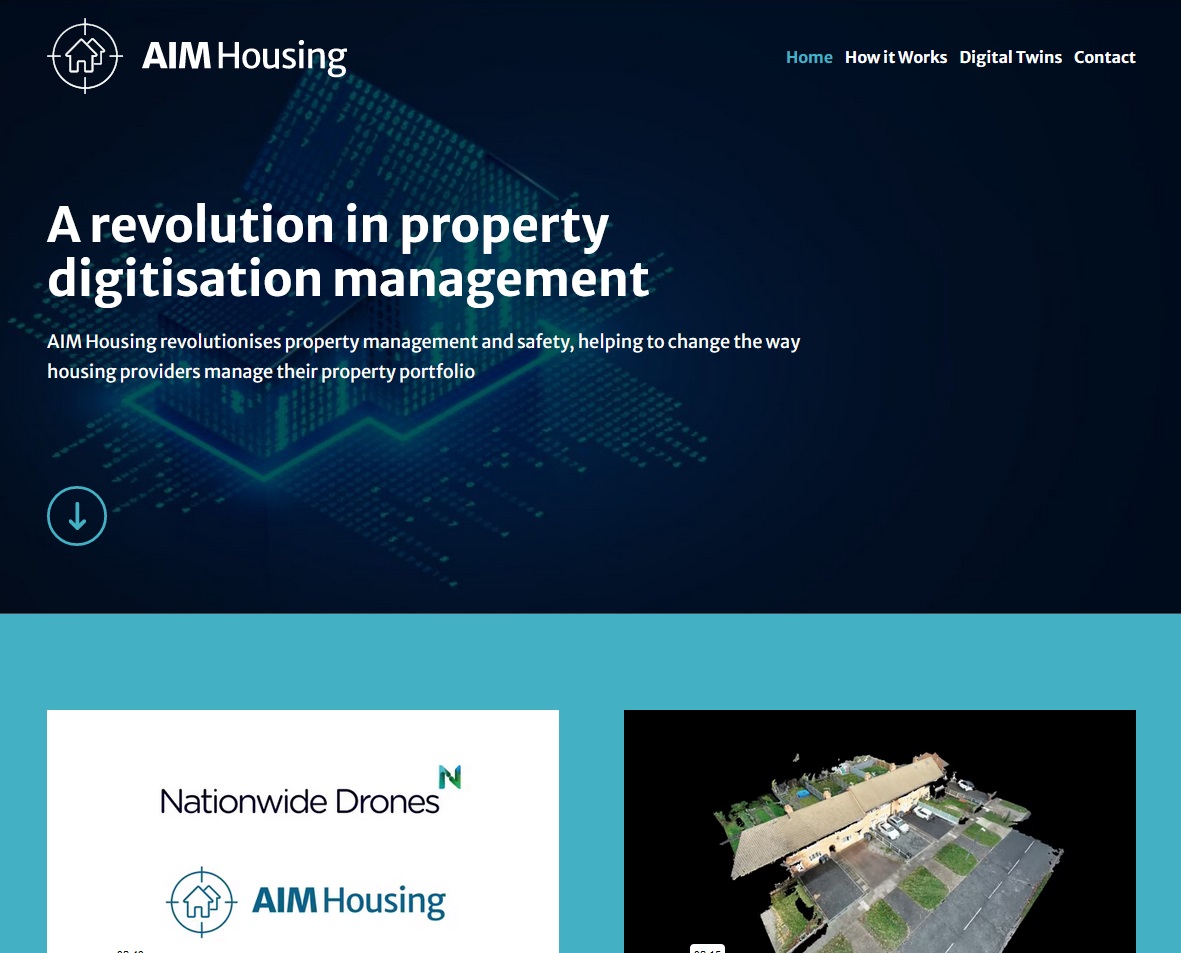 AIM Housing
Home How it Works Digital Twins Contact
A revolution in property
digitisation management
AIM Housing revolutionises property management and safety, helping to change the way
housing providers manage their property portfolio
Nationwide Drones
AIM Housing